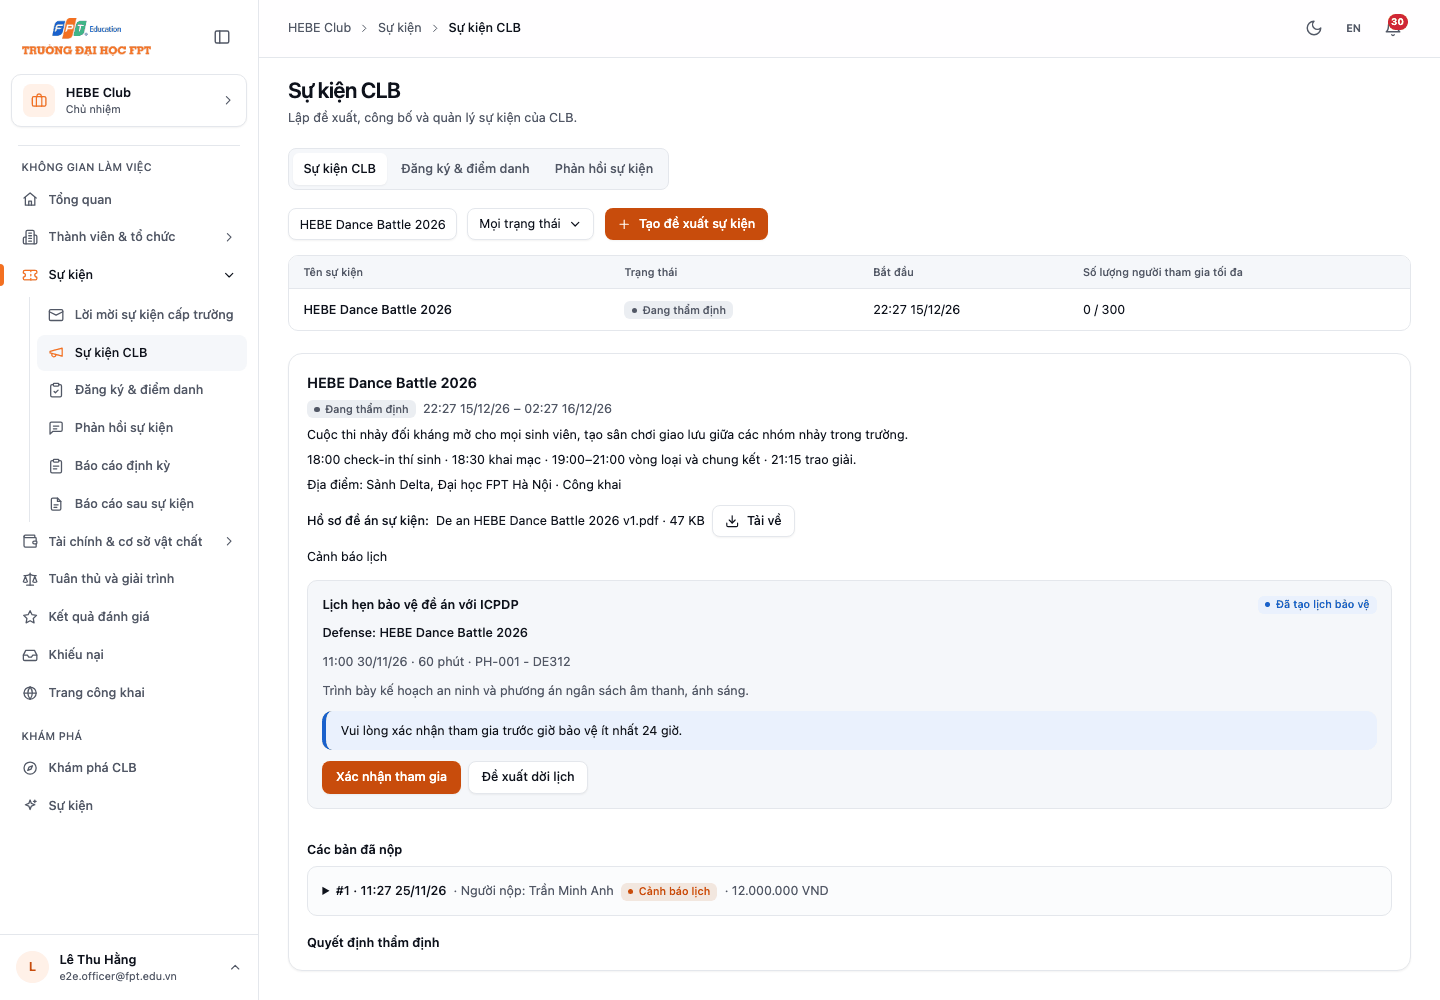 FPT Education
TRƯỜNG ĐẠI HỌC FPT
HEBE Club
Chủ nhiệm
KHÔNG GIAN LÀM VIỆC
Tổng quan
Thành viên & tổ chức
Sự kiện
Lời mời sự kiện cấp trường
Sự kiện CLB
Đăng ký & điểm danh
Phản hồi sự kiện
Báo cáo định kỳ
Báo cáo sau sự kiện
Tài chính & cơ sở vật chất
Tuân thủ và giải trình
Kết quả đánh giá
Khiếu nại
Trang công khai
KHÁM PHÁ
Khám phá CLB
Sự kiện
L
Lê Thu Hằng
e2e.officer@fpt.edu.vn
HEBE Club > Sự kiện > Sự kiện CLB
EN
30
Sự kiện CLB
Lập đề xuất, công bố và quản lý sự kiện của CLB.
Sự kiện CLB Đăng ký & điểm danh Phản hồi sự kiện
HEBE Dance Battle 2026 Mọi trạng thái + Tạo đề xuất sự kiện
Tên sự kiện Trạng thái Bắt đầu Số lượng người tham gia tối đa
HEBE Dance Battle 2026 Đang thẩm định 22:27 15/12/26 0 / 300
HEBE Dance Battle 2026
Đang thẩm định 22:27 15/12/26 – 02:27 16/12/26
Cuộc thi nhảy đối kháng mở cho mọi sinh viên, tạo sân chơi giao lưu giữa các nhóm nhảy trong trường.
18:00 check-in thí sinh · 18:30 khai mạc · 19:00–21:00 vòng loại và chung kết · 21:15 trao giải.
Địa điểm: Sảnh Delta, Đại học FPT Hà Nội · Công khai
Hồ sơ đề án sự kiện: De an HEBE Dance Battle 2026 v1.pdf · 47 KB Tải về
Cảnh báo lịch
Lịch hẹn bảo vệ đề án với ICPDP Đã tạo lịch bảo vệ
Defense: HEBE Dance Battle 2026
11:00 30/11/26 · 60 phút · PH-001 - DE312
Trình bày kế hoạch an ninh và phương án ngân sách âm thanh, ánh sáng.
Vui lòng xác nhận tham gia trước giờ bảo vệ ít nhất 24 giờ.
Xác nhận tham gia Đề xuất dời lịch
Các bản đã nộp
#1 · 11:27 25/11/26 · Người nộp: Trần Minh Anh Cảnh báo lịch · 12.000.000 VND
Quyết định thẩm định